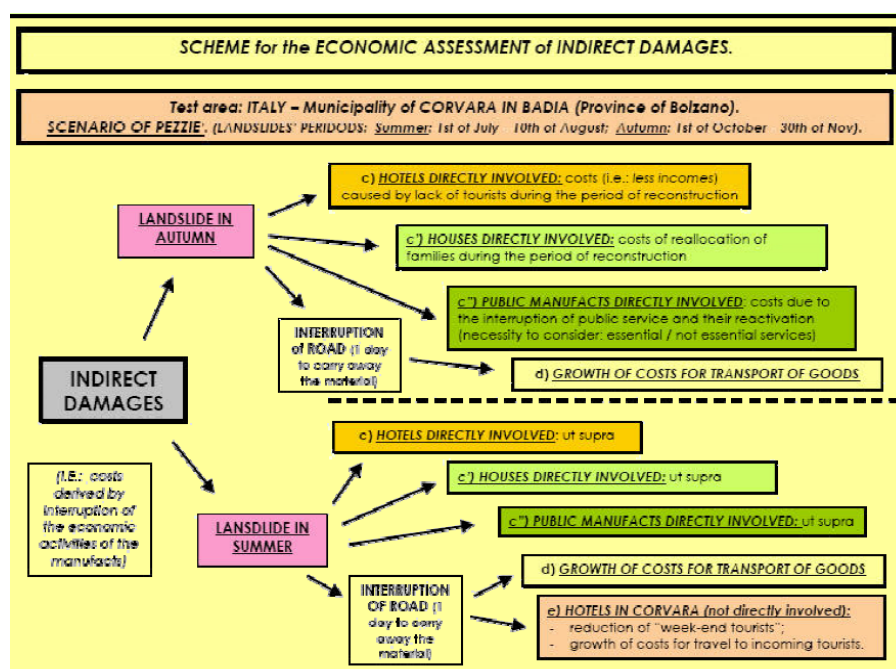 SCHEME for the ECONOMIC ASSESSMENT of INDIRECT DAMAGES.
Test area: ITALY – Municipality of CORVARA IN BADIA (Province of Bolzano).
SCENARIO OF PEZZIE'. (LANDSLIDES' PERIODS: Summer: 1st of July 10th of August; Autumn: 1st of October 30th of Nov).
c) HOTELS DIRECTLY INVOLVED: costs (i.e.: less incomes)
caused by lack of tourists during the period of reconstruction
LANDSLIDE IN
AUTUMN
c') HOUSES DIRECTLY INVOLVED: costs of reallocation of
families during the period of reconstruction
c") PUBLIC MANUFACTS DIRECTLY INVOLVED: costs due to
the interruption of public service and their reactivation
(necessity to consider: essential / not essential services)
INTERRUPTION
of ROAD (1 day
to carry away
the material)
d) GROWTH OF COSTS FOR TRANSPORT OF GOODS
INDIRECT
DAMAGES
c) HOTELS DIRECTLY INVOLVED: ut supra
(I.E.: costs
derived by
interruption of
the economic
activities of the
manufacts)
c') HOUSES DIRECTLY INVOLVED: ut supra
LANSDLIDE IN
SUMMER
c") PUBLIC MANUFACTS DIRECTLY INVOLVED: ut supra
INTERRUPTION
OF ROAD (1
day to carry
away the
material)
d) GROWTH OF COSTS FOR TRANSPORT OF GOODS
e) HOTELS IN CORVARA (not directly involved):
- reduction of "week-end tourists";
- growth of costs for travel to incoming tourists.